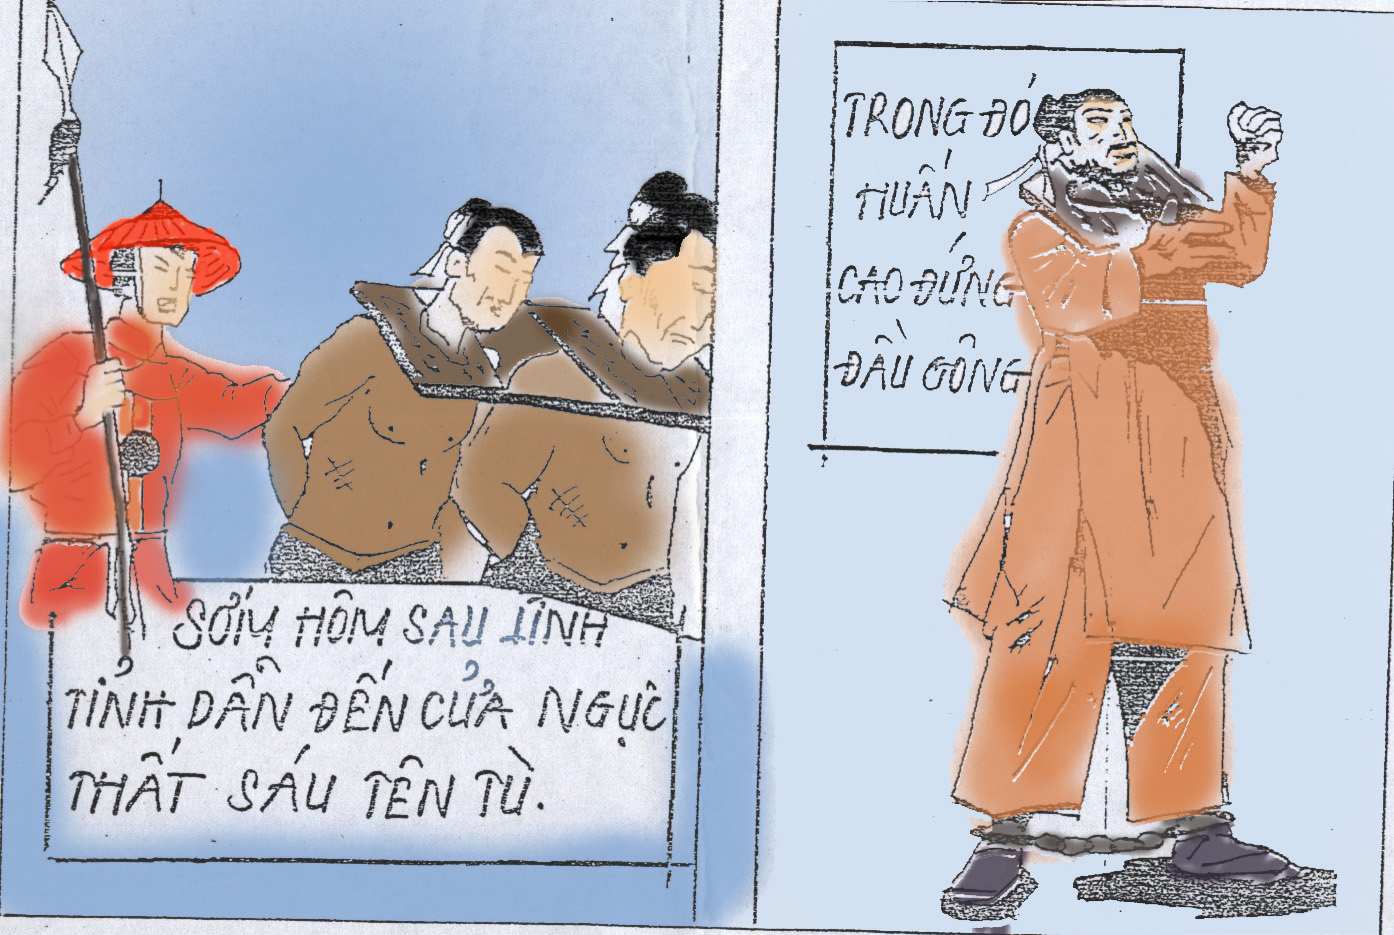 SỚM HÔM SAU LÍNH
TỈNH DẪN ĐẾN CỬA NGỤC
THẤT SÁU TÊN TÙ.
TRONG ĐÓ
HUẤN
CAO ĐỨNG
ĐẦU GÔNG